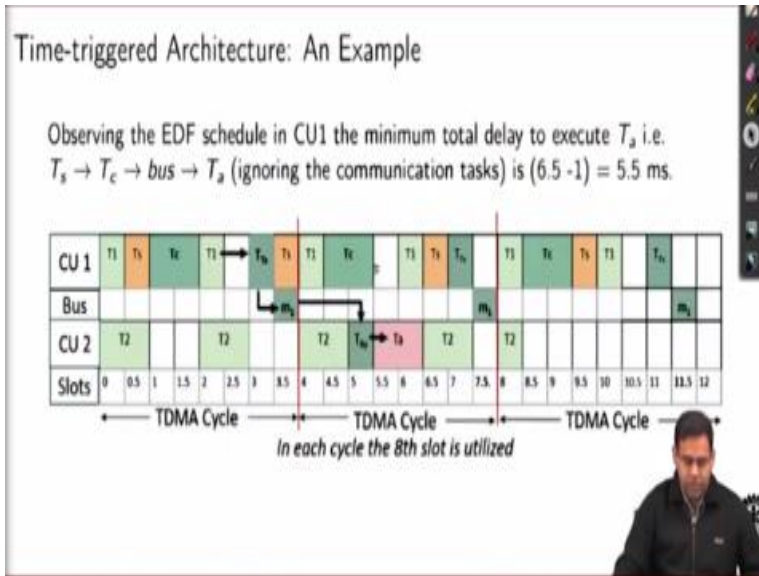 Time-triggered Architecture: An Example
Observing the EDF schedule in CU1 the minimum total delay to execute Tₐ i.e.
Tₛ → T꜀ → bus → Tₐ (ignoring the communication tasks) is (6.5 -1) = 5.5 ms.
CU 1 T1 Ts Tc T1 Ts T1 Tc T1 Ts T1 Tc Ts T1
Bus m₁ m₁ m₁
CU 2 T2 T2 T2 Ta T2 T2
Slots 0 0.5 1 1.5 2 2.5 3 3.5 4 4.5 5 5.5 6 6.5 7 7.5. 8 8.5 9 9.5 10 10.5 11 11.5 12
TDMA Cycle TDMA Cycle TDMA Cycle
In each cycle the 8th slot is utilized